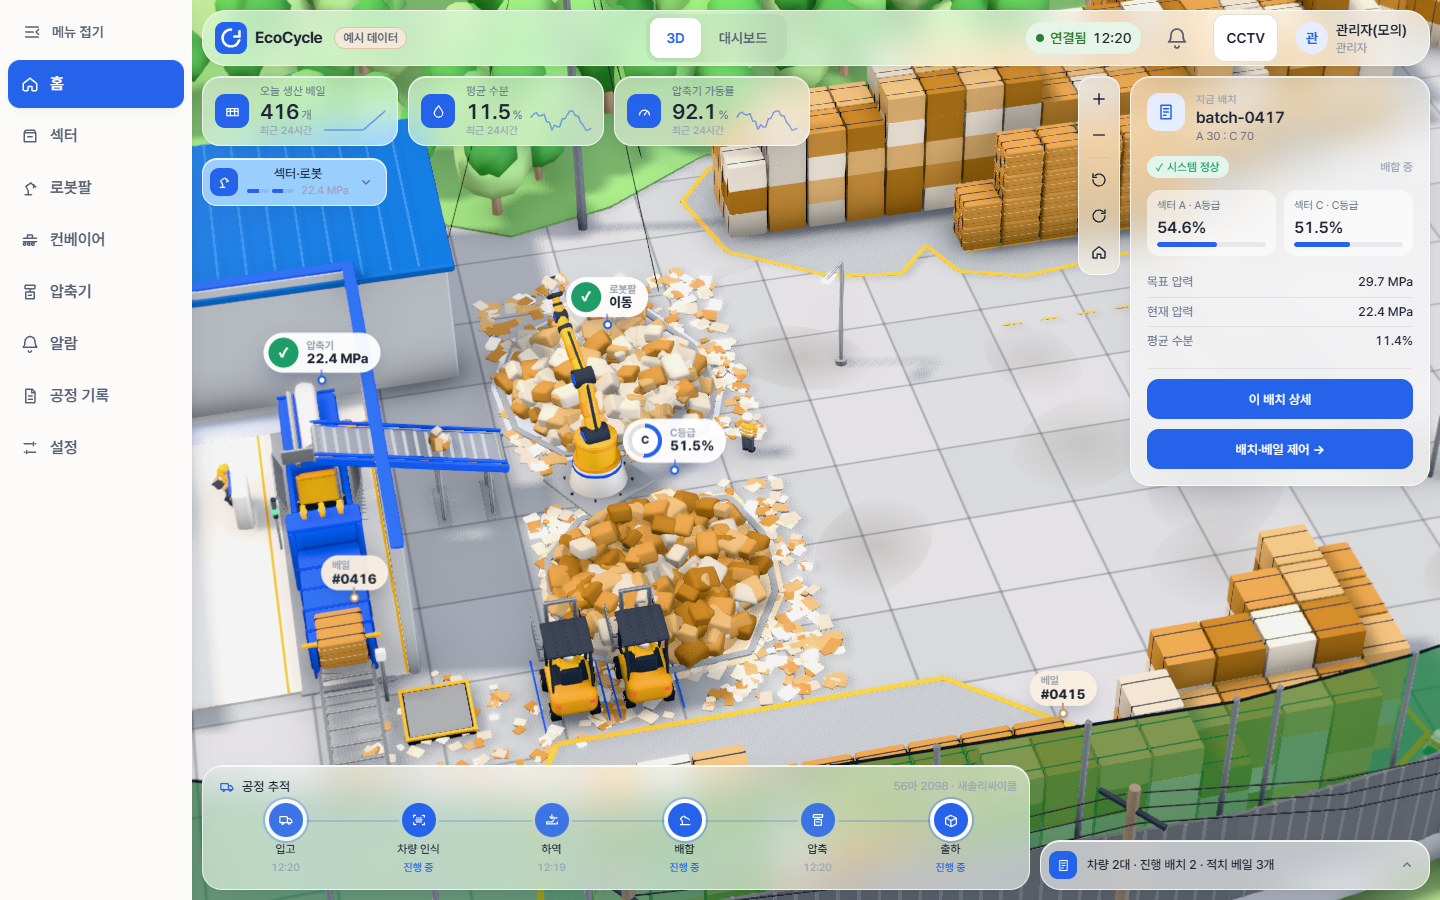 메뉴 접기
홈
섹터
로봇팔
컨베이어
압축기
알람
공정 기록
설정
EcoCycle
예시 데이터
3D
대시보드
연결됨 12:20
CCTV
관
관리자(모의)
관리자
오늘 생산 베일
416개
최근 24시간
평균 수분
11.5%
최근 24시간
압축기 가동률
92.1%
최근 24시간
섹터·로봇
22.4 MPa
지금 배치
batch-0417
A 30 : C 70
✓ 시스템 정상
배합 중
섹터 A · A등급
54.6%
섹터 C · C등급
51.5%
목표 압력 29.7 MPa
현재 압력 22.4 MPa
평균 수분 11.4%
이 배치 상세
배치·베일 제어 →
로봇팔
이동
압축기
22.4 MPa
C
C등급
51.5%
베일
#0416
베일
#0415
공정 추적
56마 2098 · 새솔리싸이클
입고
12:20
차량 인식
진행 중
하역
12:19
배합
진행 중
압축
12:20
출하
진행 중
차량 2대 · 진행 배치 2 · 적치 베일 3개